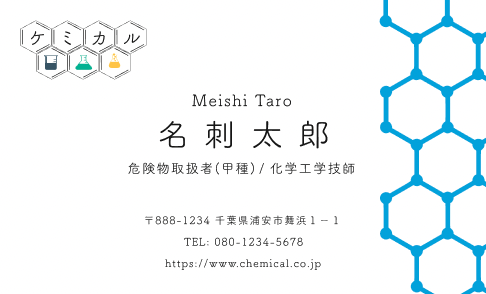 ケミカル
Meishi Taro
名刺太郎
危険物取扱者(甲種) / 化学工学技師
〒888-1234 千葉県浦安市舞浜1−1
TEL: 080-1234-5678
https://www.chemical.co.jp